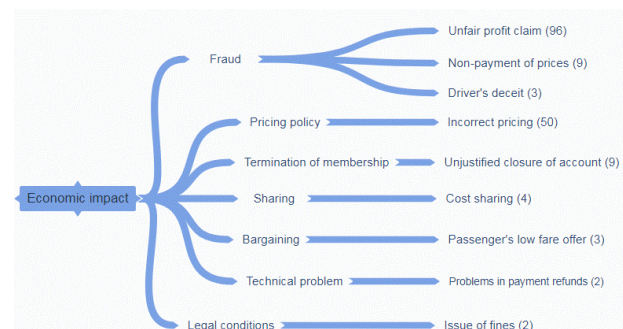 Unfair profit claim (96)
Fraud
Non-payment of prices (9)
Driver's deceit (3)
Pricing policy
Incorrect pricing (50)
Termination of membership
Unjustified closure of account (9)
Economic impact
Sharing
Cost sharing (4)
Bargaining
Passenger's low fare offer (3)
Technical problem
Problems in payment refunds (2)
Legal conditions
Issue of fines (2)